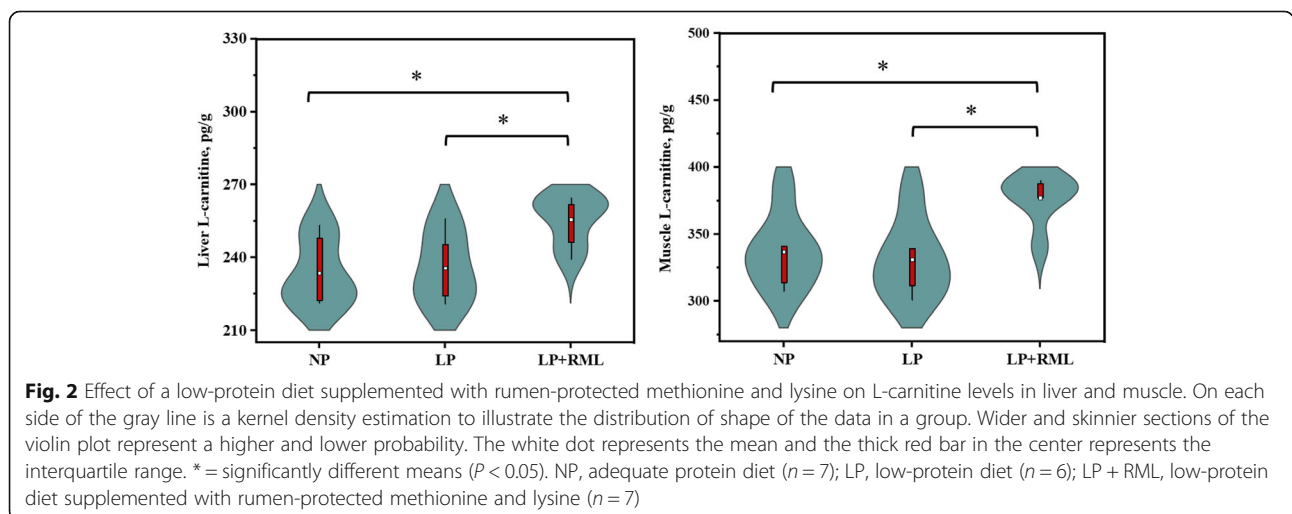 330
300
270
240
210
Liver L-carnitine, pg/g
*
*
NP
LP
LP+RML
500
450
400
350
300
Muscle L-carnitine, pg/g
*
*
NP
LP
LP+RML
Fig. 2 Effect of a low-protein diet supplemented with rumen-protected methionine and lysine on L-carnitine levels in liver and muscle. On each
side of the gray line is a kernel density estimation to illustrate the distribution of shape of the data in a group. Wider and skinnier sections of the
violin plot represent a higher and lower probability. The white dot represents the mean and the thick red bar in the center represents the
interquartile range. * = significantly different means (P < 0.05). NP, adequate protein diet (n = 7); LP, low-protein diet (n = 6); LP + RML, low-protein
diet supplemented with rumen-protected methionine and lysine (n = 7)